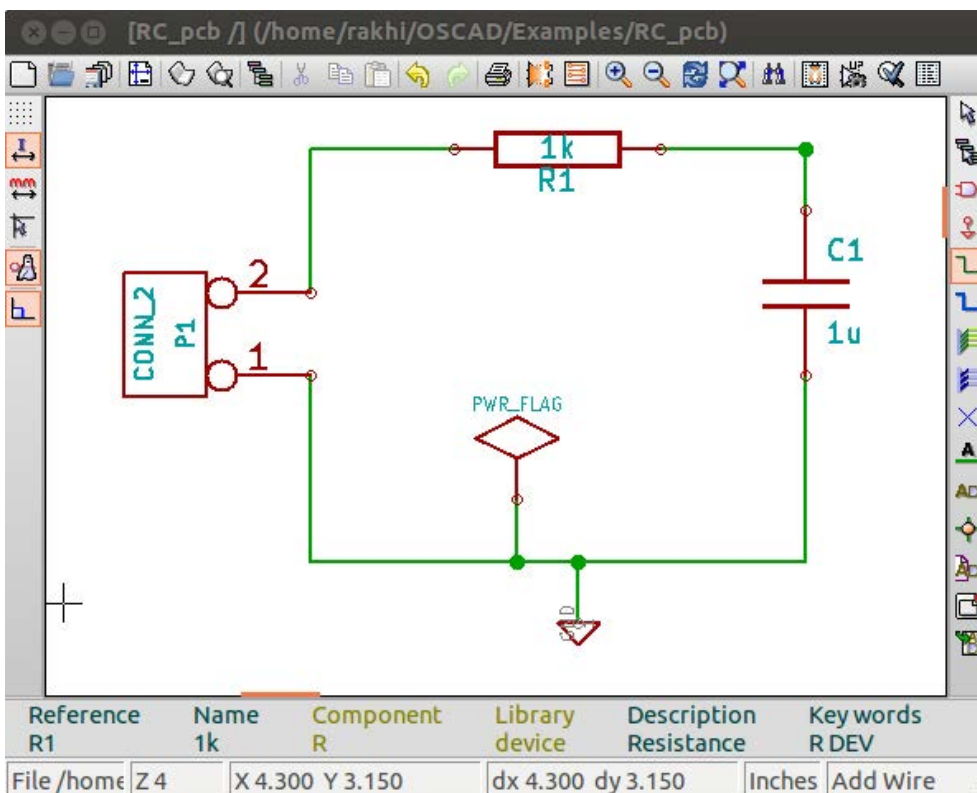 [RC_pcb /] (/home/rakhi/OSCAD/Examples/RC_pcb)
mm
A
1k
R1
2
CONN_2
P1
1
C1
1u
PWR_FLAG
Reference Name Component Library Description Key words
R1 1k R device Resistance R DEV
File /home Z 4 X 4.300 Y 3.150 dx 4.300 dy 3.150 Inches Add Wire